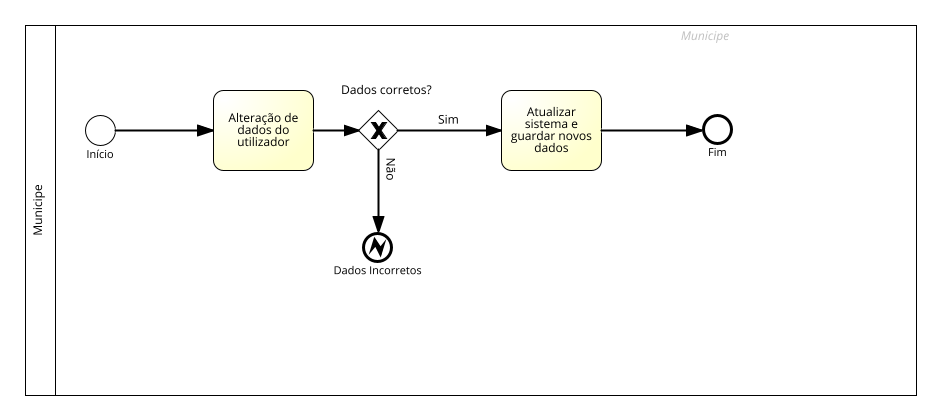 Municipe
Municipe
Dados corretos?
Início
Alteração de
dados do
utilizador
Sim
Não
Atualizar
sistema e
guardar novos
dados
Fim
Dados Incorretos